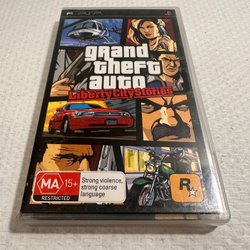 PSP
grand
theft
auto
Liberty City Stories
MA 15+
RESTRICTED
Strong violence,
strong coarse
language
R